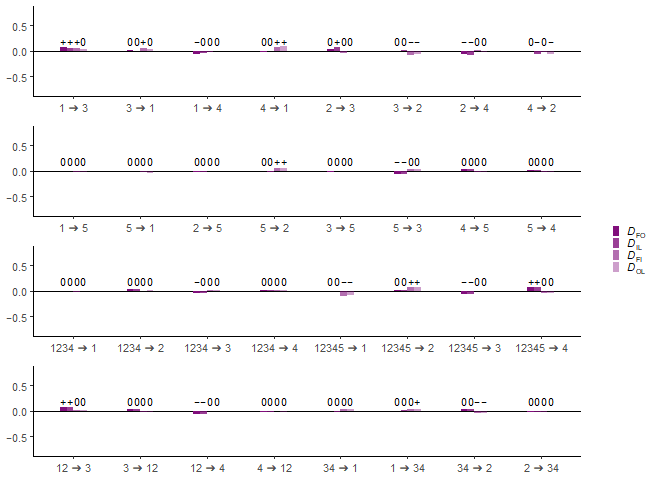 0.5
+++0 00+0 -000 00++ 0+00 00-- --00 0-0-
0.0
-0.5
1 → 3 3 → 1 1 → 4 4 → 1 2 → 3 3 → 2 2 → 4 4 → 2
0.5
0000 0000 0000 00++ 0000 --00 0000 0000
0.0
-0.5
1 → 5 5 → 1 2 → 5 5 → 2 3 → 5 5 → 3 4 → 5 5 → 4
D FO
D IL
D FI
D OL
0.5
0000 0000 -000 0000 00-- 00++ --00 ++00
0.0
-0.5
1234 → 1 1234 → 2 1234 → 3 1234 → 4 12345 → 1 12345 → 2 12345 → 3 12345 → 4
0.5
++00 0000 --00 0000 0000 000+ 00-- 0000
0.0
-0.5
12 → 3 3 → 12 12 → 4 4 → 12 34 → 1 1 → 34 34 → 2 2 → 34